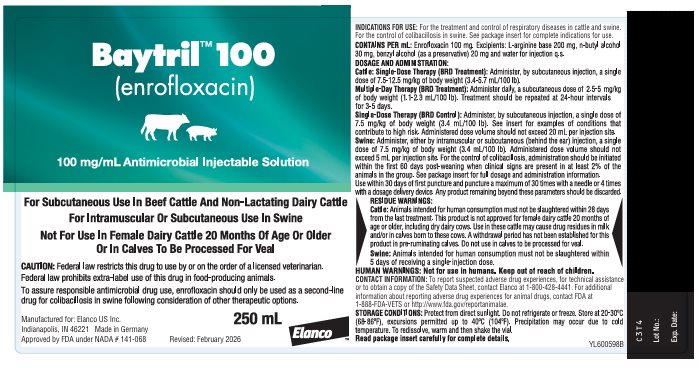 Baytril™ 100
(enrofloxacin)
100 mg/mL Antimicrobial Injectable Solution
For Subcutaneous Use In Beef Cattle And Non-Lactating Dairy Cattle
For Intramuscular Or Subcutaneous Use In Swine
Not For Use In Female Dairy Cattle 20 Months Of Age Or Older
Or In Calves To Be Processed For Veal
CAUTION: Federal law restricts this drug to use by or on the order of a licensed veterinarian.
Federal law prohibits extra-label use of this drug in food-producing animals.
To assure responsible antimicrobial drug use, enrofloxacin should only be used as a second-line
drug for colibacillosis in swine following consideration of other therapeutic options.
Manufactured for: Elanco US Inc.
Indianapolis, IN 46221 Made in Germany
Approved by FDA under NADA # 141-068
Revised: February 2026
250 mL
Elanco™
INDICATIONS FOR USE: For the treatment and control of respiratory diseases in cattle and swine.
For the control of colibacillosis in swine. See package insert for complete indications for use.
CONTAINS PER mL: Enrofloxacin 100 mg. Excipients: L-arginine base 200 mg, n-butyl alcohol
30 mg, benzyl alcohol (as a preservative) 20 mg and water for injection q.s.
DOSAGE AND ADMINISTRATION:
Cattle: Single-Dose Therapy (BRD Treatment): Administer, by subcutaneous injection, a single
dose of 7.5-12.5 mg/kg of body weight (3.4-5.7 mL/100 lb).
Multiple-Day Therapy (BRD Treatment): Administer daily, a subcutaneous dose of 2.5-5 mg/kg
of body weight (1.1-2.3 mL/100 lb). Treatment should be repeated at 24-hour intervals
for 3-5 days.
Single-Dose Therapy (BRD Control): Administer, by subcutaneous injection, a single dose of
7.5 mg/kg of body weight (3.4 mL/100 lb). See insert for examples of conditions that
contribute to high risk. Administered dose volume should not exceed 20 mL per injection site.
Swine: Administer, either by intramuscular or subcutaneous (behind the ear) injection, a single
dose of 7.5 mg/kg of body weight (3.4 mL/100 lb). Administered dose volume should not
exceed 5 mL per injection site. For the control of colibacillosis, administration should be initiated
within the first 60 days post-weaning when clinical signs are present in at least 2% of the
animals in the group. See package insert for full dosage and administration information.
Use within 30 days of first puncture and puncture a maximum of 30 times with a needle or 4 times
with a dosage delivery device. Any product remaining beyond these parameters should be discarded.
RESIDUE WARNINGS:
Cattle: Animals intended for human consumption must not be slaughtered within 28 days
from the last treatment. This product is not approved for female dairy cattle 20 months of
age or older, including dry dairy cows. Use in these cattle may cause drug residues in milk
and/or in calves born to these cows. A withdrawal period has not been established for this
product in pre-ruminating calves. Do not use in calves to be processed for veal.
Swine: Animals intended for human consumption must not be slaughtered within
5 days of receiving a single-injection dose.
HUMAN WARNINGS: Not for use in humans. Keep out of reach of children.
CONTACT INFORMATION: To report suspected adverse drug experiences, for technical assistance
or to obtain a copy of the Safety Data Sheet, contact Elanco at 1-800-428-4441. For additional
information about reporting adverse drug experiences for animal drugs, contact FDA at
1-888-FDA-VETS or http://www.fda.gov/reportanimalae.
STORAGE CONDITIONS: Protect from direct sunlight. Do not refrigerate or freeze. Store at 20-30°C
(68-86°F), excursions permitted up to 40°C (104°F). Precipitation may occur due to cold
temperature. To redissolve, warm and then shake the vial.
Read package insert carefully for complete details.
YL600598B
c3T4
Lot No.:
Exp. Date: